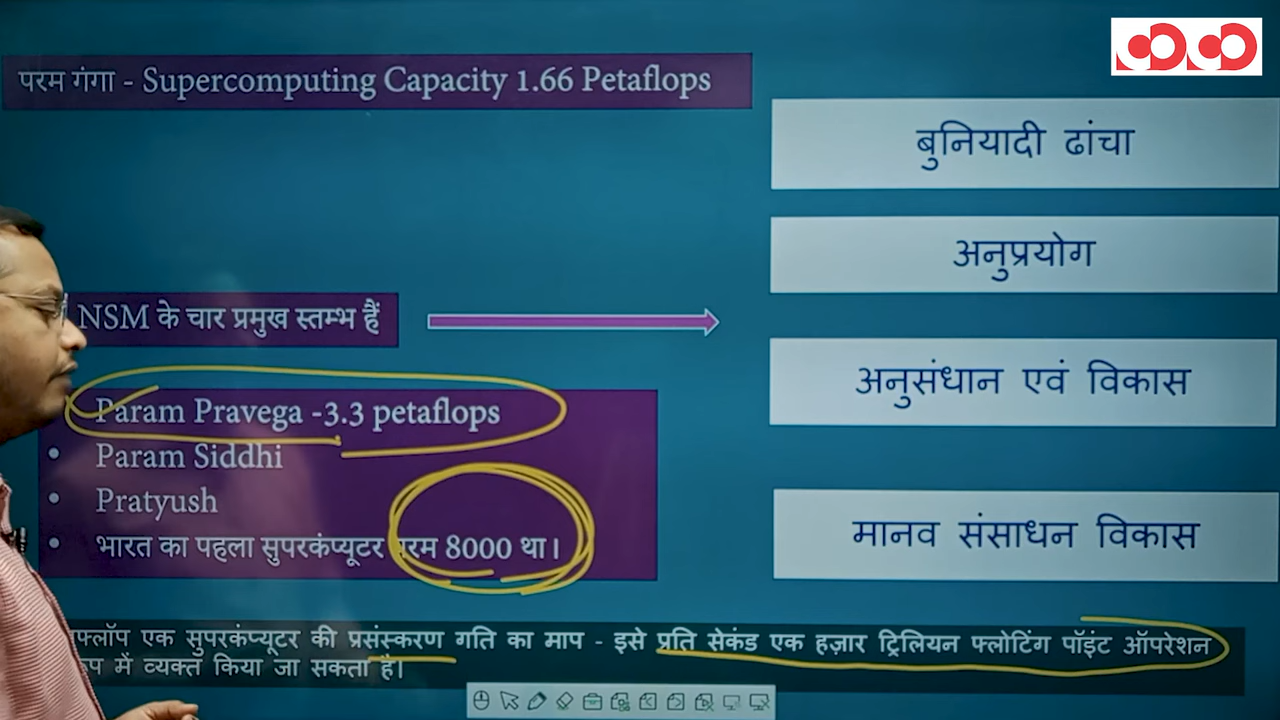 परम गंगा - Supercomputing Capacity 1.66 Petaflops
बुनियादी ढांचा
अनुप्रयोग
NSM के चार प्रमुख स्तम्भ हैं
अनुसंधान एवं विकास
Param Pravega -3.3 petaflops
• Param Siddhi
• Pratyush
• भारत का पहला सुपरकंप्यूटर परम 8000 था।
मानव संसाधन विकास
एक सुपरकंप्यूटर की प्रसंस्करण गति का माप - इसे प्रति सेकंड एक हज़ार ट्रिलियन फ्लोटिंग पॉइंट ऑपरेशन
में व्यक्त किया जा सकता है।